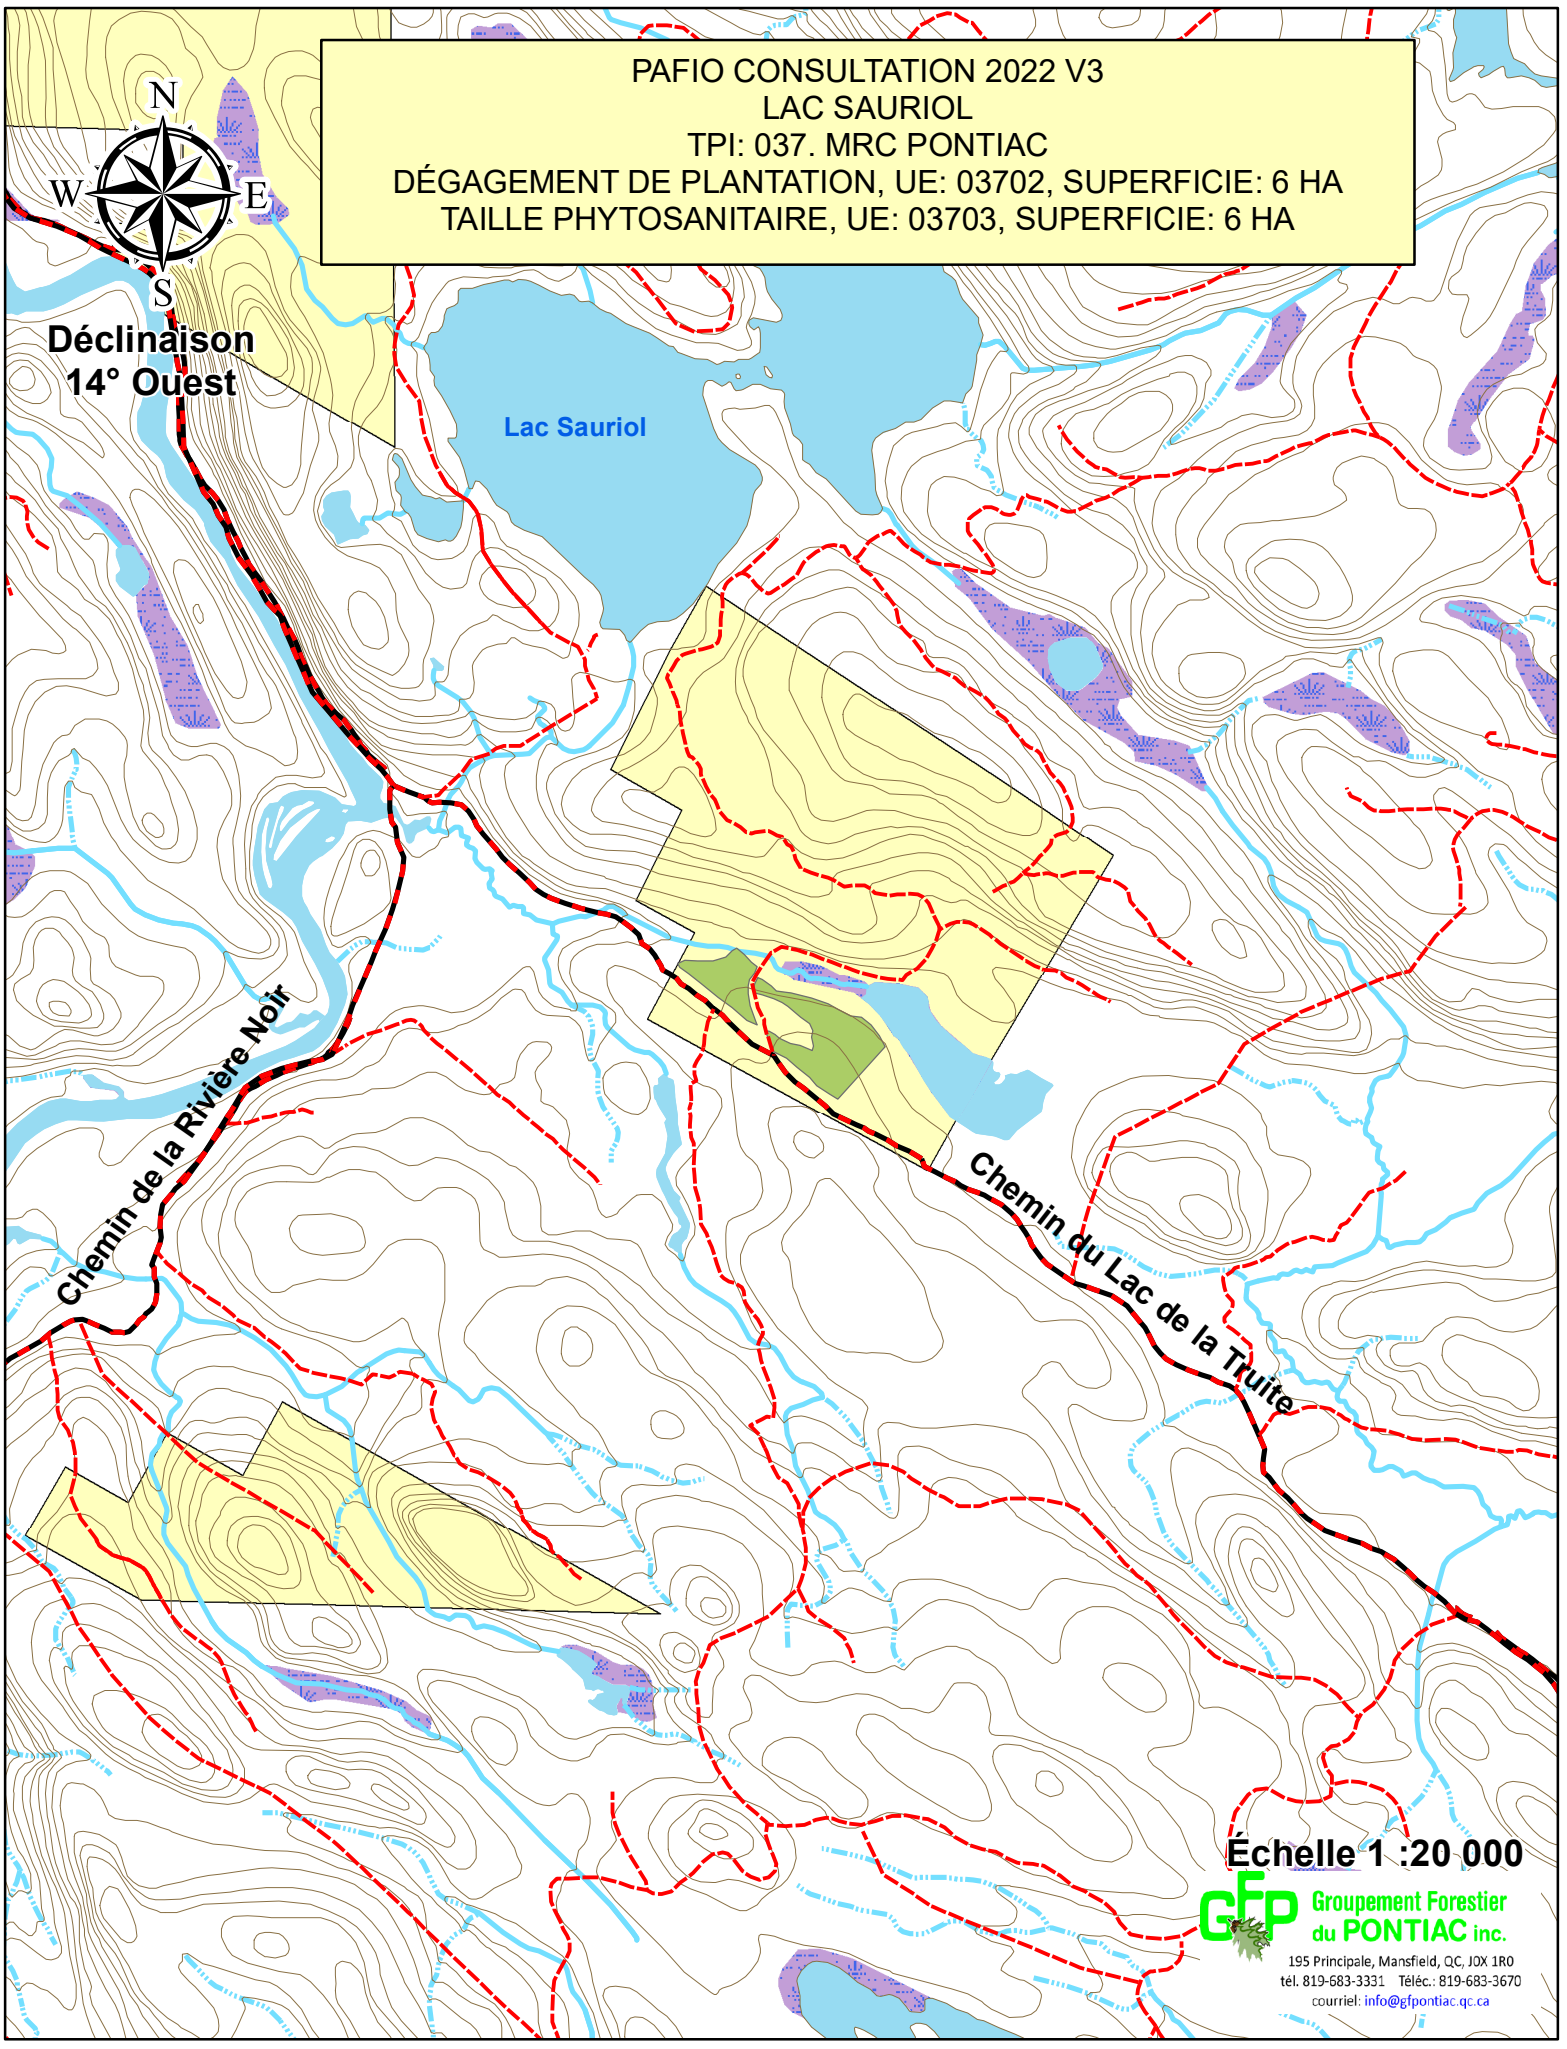 PAFIO CONSULTATION 2022 V3
LAC SAURIOL
TPI: 037. MRC PONTIAC
DÉGAGEMENT DE PLANTATION, UE: 03702, SUPERFICIE: 6 HA
TAILLE PHYTOSANITAIRE, UE: 03703, SUPERFICIE: 6 HA
N
W
E
S
Déclinaison
14° Ouest
Lac Sauriol
Chemin de la Rivière Noir
Chemin du Lac de la Truite
Échelle 1 :20 000
GFP
Groupement Forestier
du PONTIAC inc.
195 Principale, Mansfield, QC, J0X 1R0
tél. 819-683-3331 Téléc.: 819-683-3670
courriel: info@gfpontiac.qc.ca